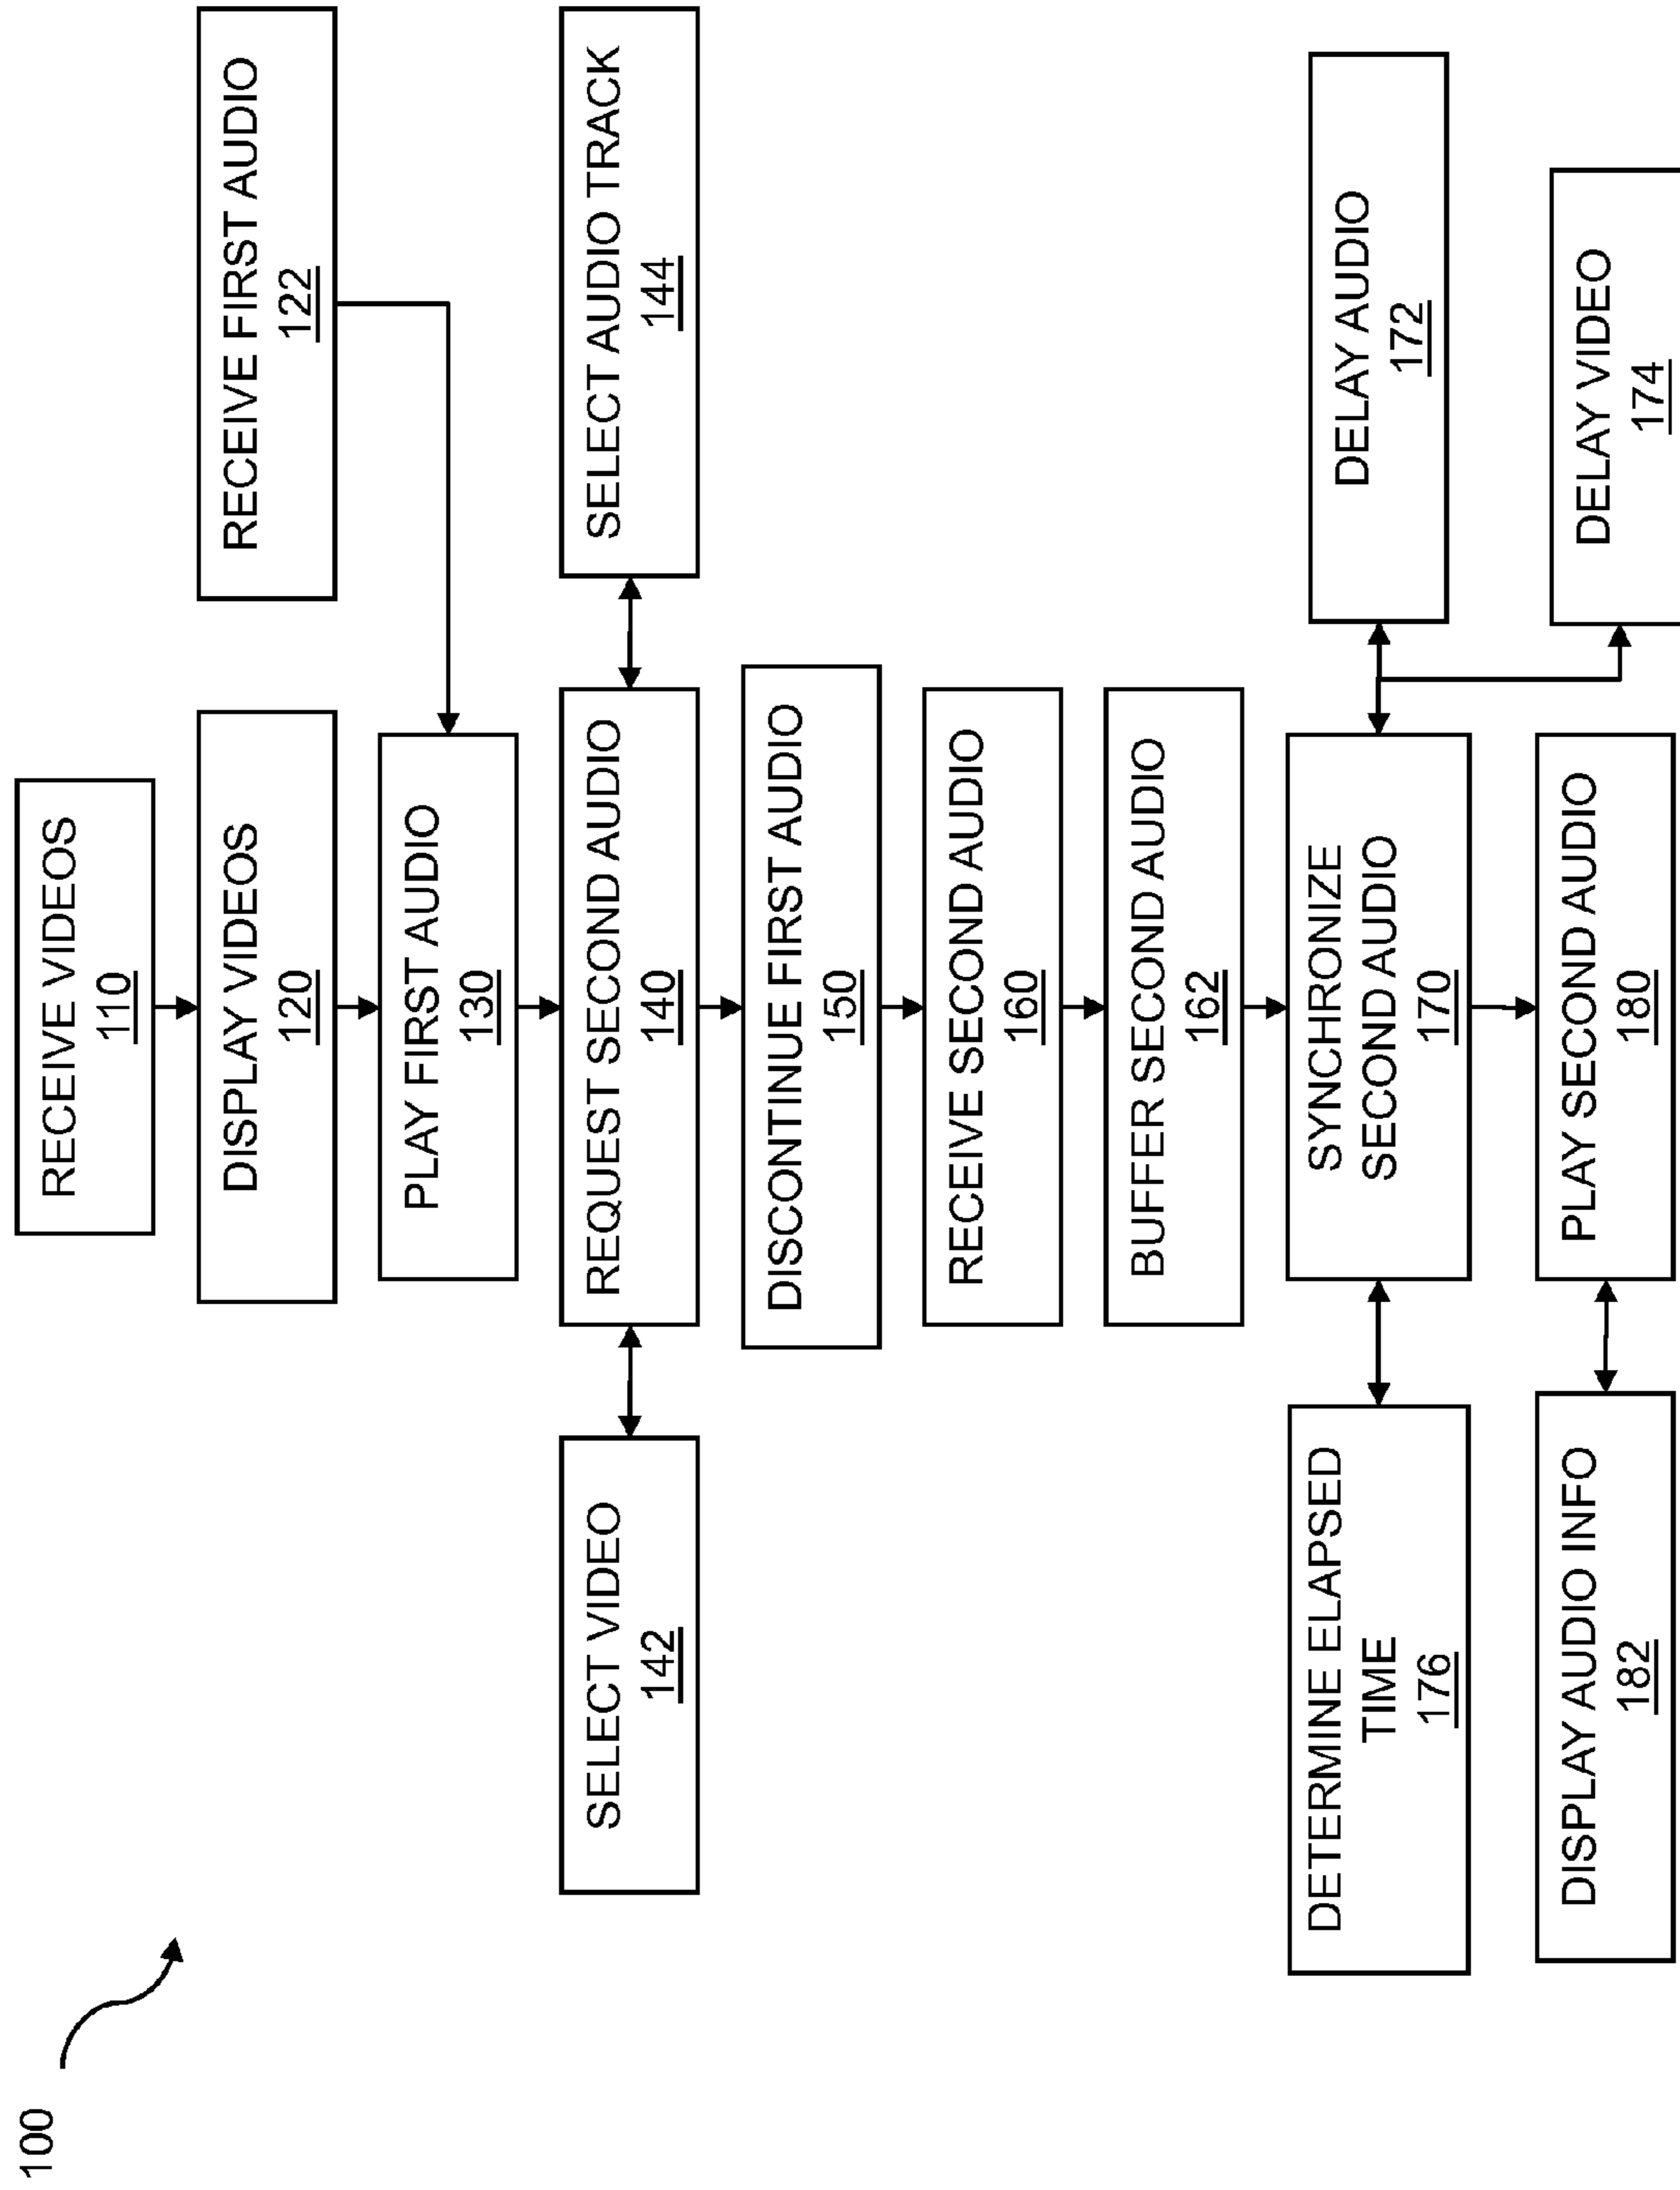 100
RECEIVE VIDEOS
110
DISPLAY VIDEOS
120
RECEIVE FIRST AUDIO
122
PLAY FIRST AUDIO
130
SELECT VIDEO
142
REQUEST SECOND AUDIO
140
SELECT AUDIO TRACK
144
DISCONTINUE FIRST AUDIO
150
RECEIVE SECOND AUDIO
160
BUFFER SECOND AUDIO
162
DETERMINE ELAPSED
TIME
176
SYNCHRONIZE
SECOND AUDIO
170
DELAY AUDIO
172
DISPLAY AUDIO INFO
182
PLAY SECOND AUDIO
180
DELAY VIDEO
174